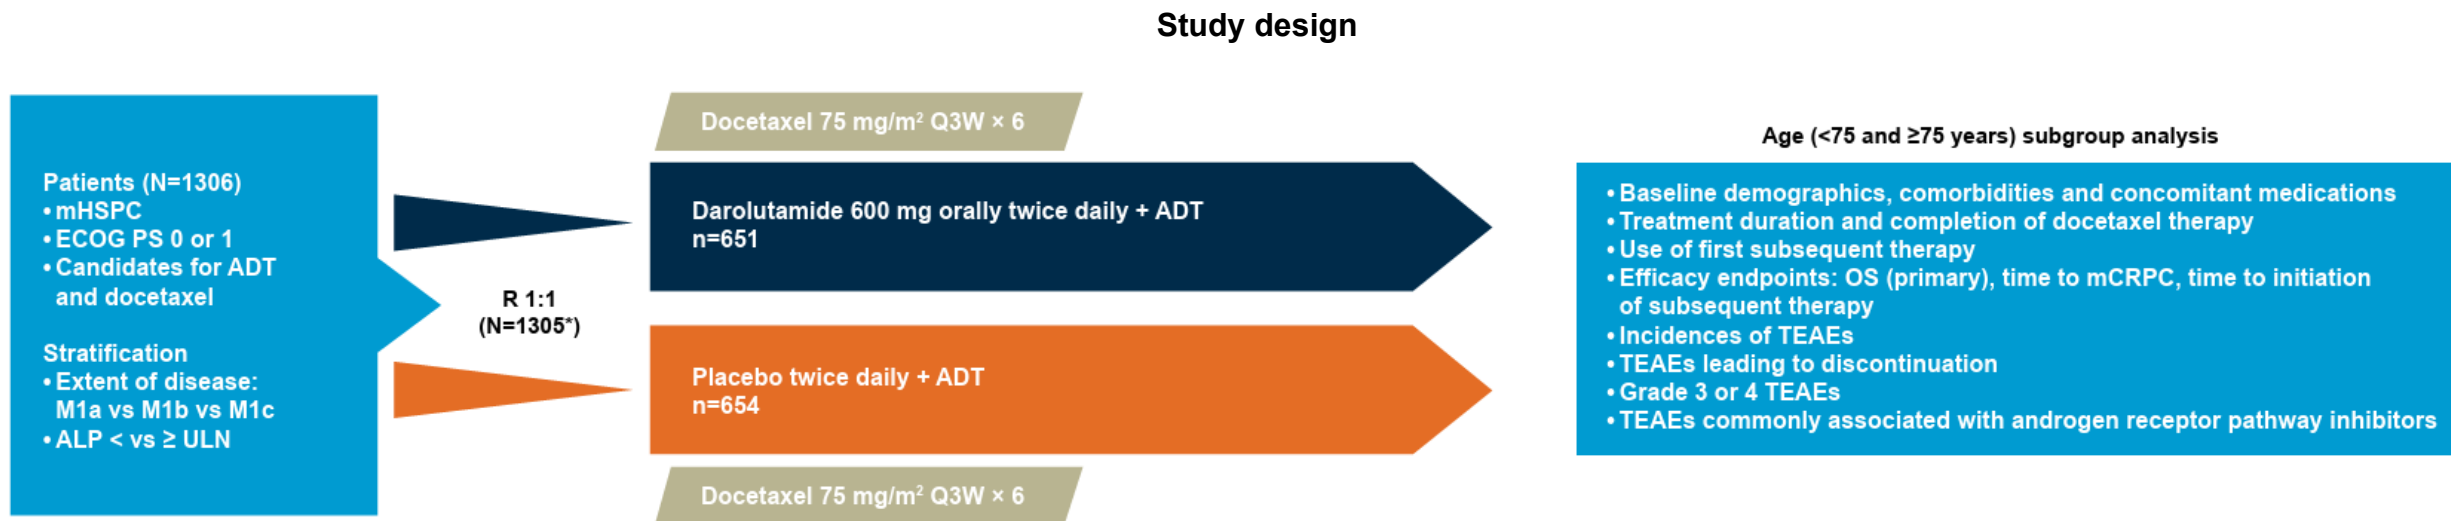 Study design
Patients (N=1306)
• mHSPC
• ECOG PS 0 or 1
• Candidates for ADT
and docetaxel
Stratification
• Extent of disease:
M1a vs M1b vs M1c
• ALP < vs ≥ ULN
R 1:1
(N=1305*)
Docetaxel 75 mg/m² Q3W × 6
Darolutamide 600 mg orally twice daily + ADT
n=651
Placebo twice daily + ADT
n=654
Docetaxel 75 mg/m² Q3W × 6
Age (<75 and ≥75 years) subgroup analysis
• Baseline demographics, comorbidities and concomitant medications
• Treatment duration and completion of docetaxel therapy
• Use of first subsequent therapy
• Efficacy endpoints: OS (primary), time to mCRPC, time to initiation
of subsequent therapy
• Incidences of TEAEs
• TEAEs leading to discontinuation
• Grade 3 or 4 TEAEs
• TEAEs commonly associated with androgen receptor pathway inhibitors